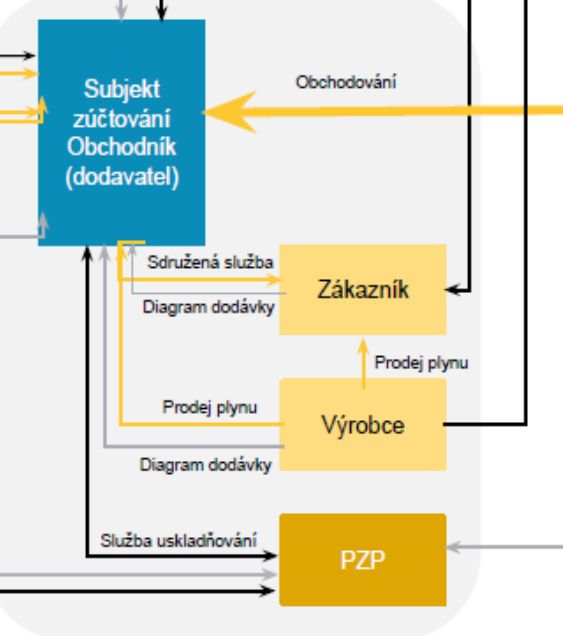 Obchodování
Subjekt
zúčtování
Obchodník
(dodavatel)
Sdružená služba
Zákazník
Diagram dodávky
Prodej plynu
Prodej plynu
Výrobce
Diagram dodávky
Služba uskladňování
PZP